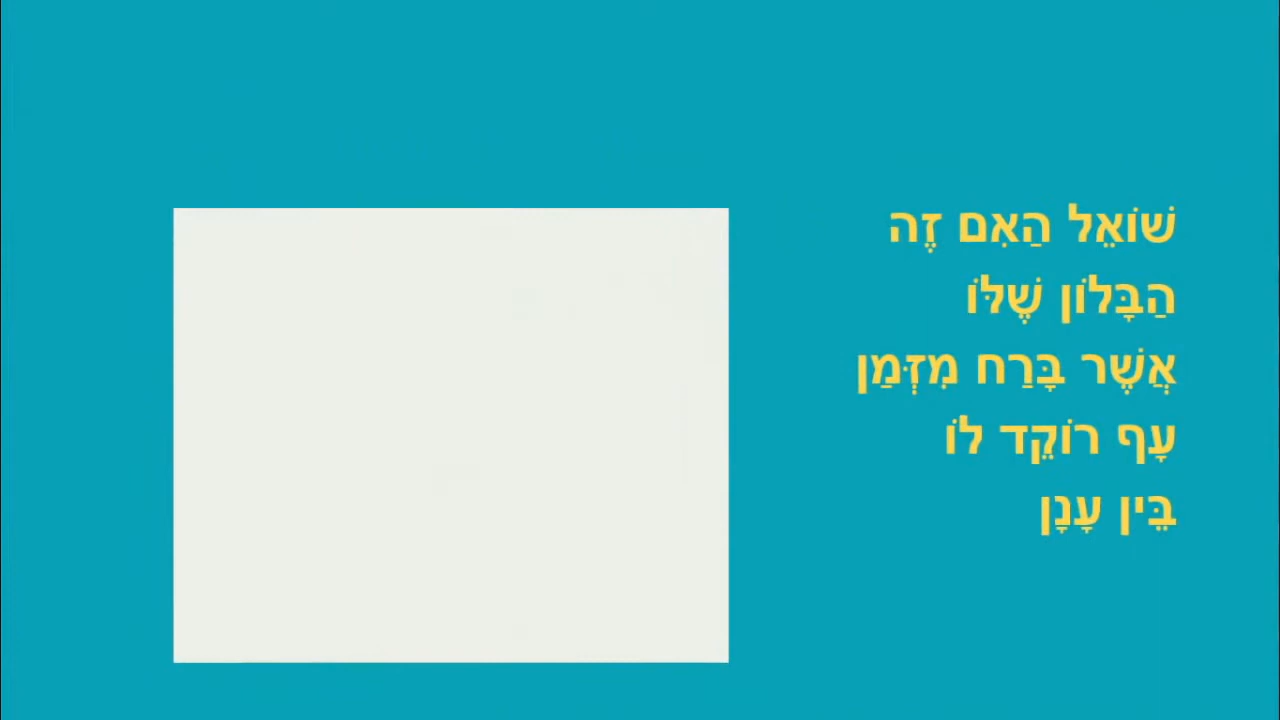 שׁוֹאֵל הַאִם זֶה
הַבָּלוֹן שֶׁלּוֹ
אֲשֶׁר בָּרַח מִזְּמַן
עָף רוֹקֵד לוֹ
בֵּין עָנָן